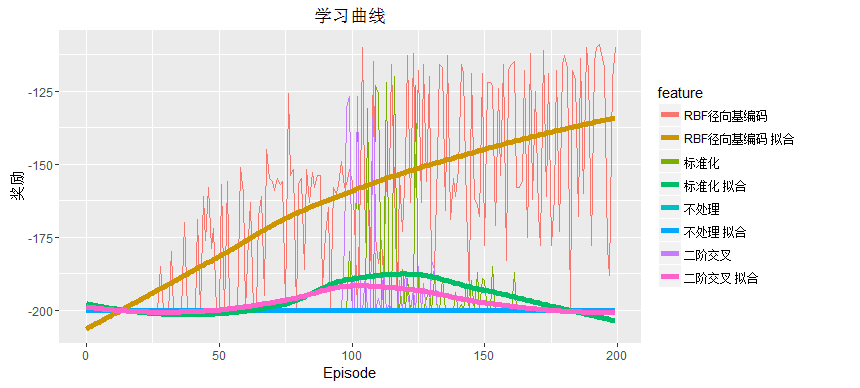 学习曲线
奖励
-125
-150
-175
-200
0
50
100
150
200
Episode
feature
RBF径向基编码
RBF径向基编码 拟合
标准化
标准化 拟合
不处理
不处理 拟合
二阶交叉
二阶交叉 拟合